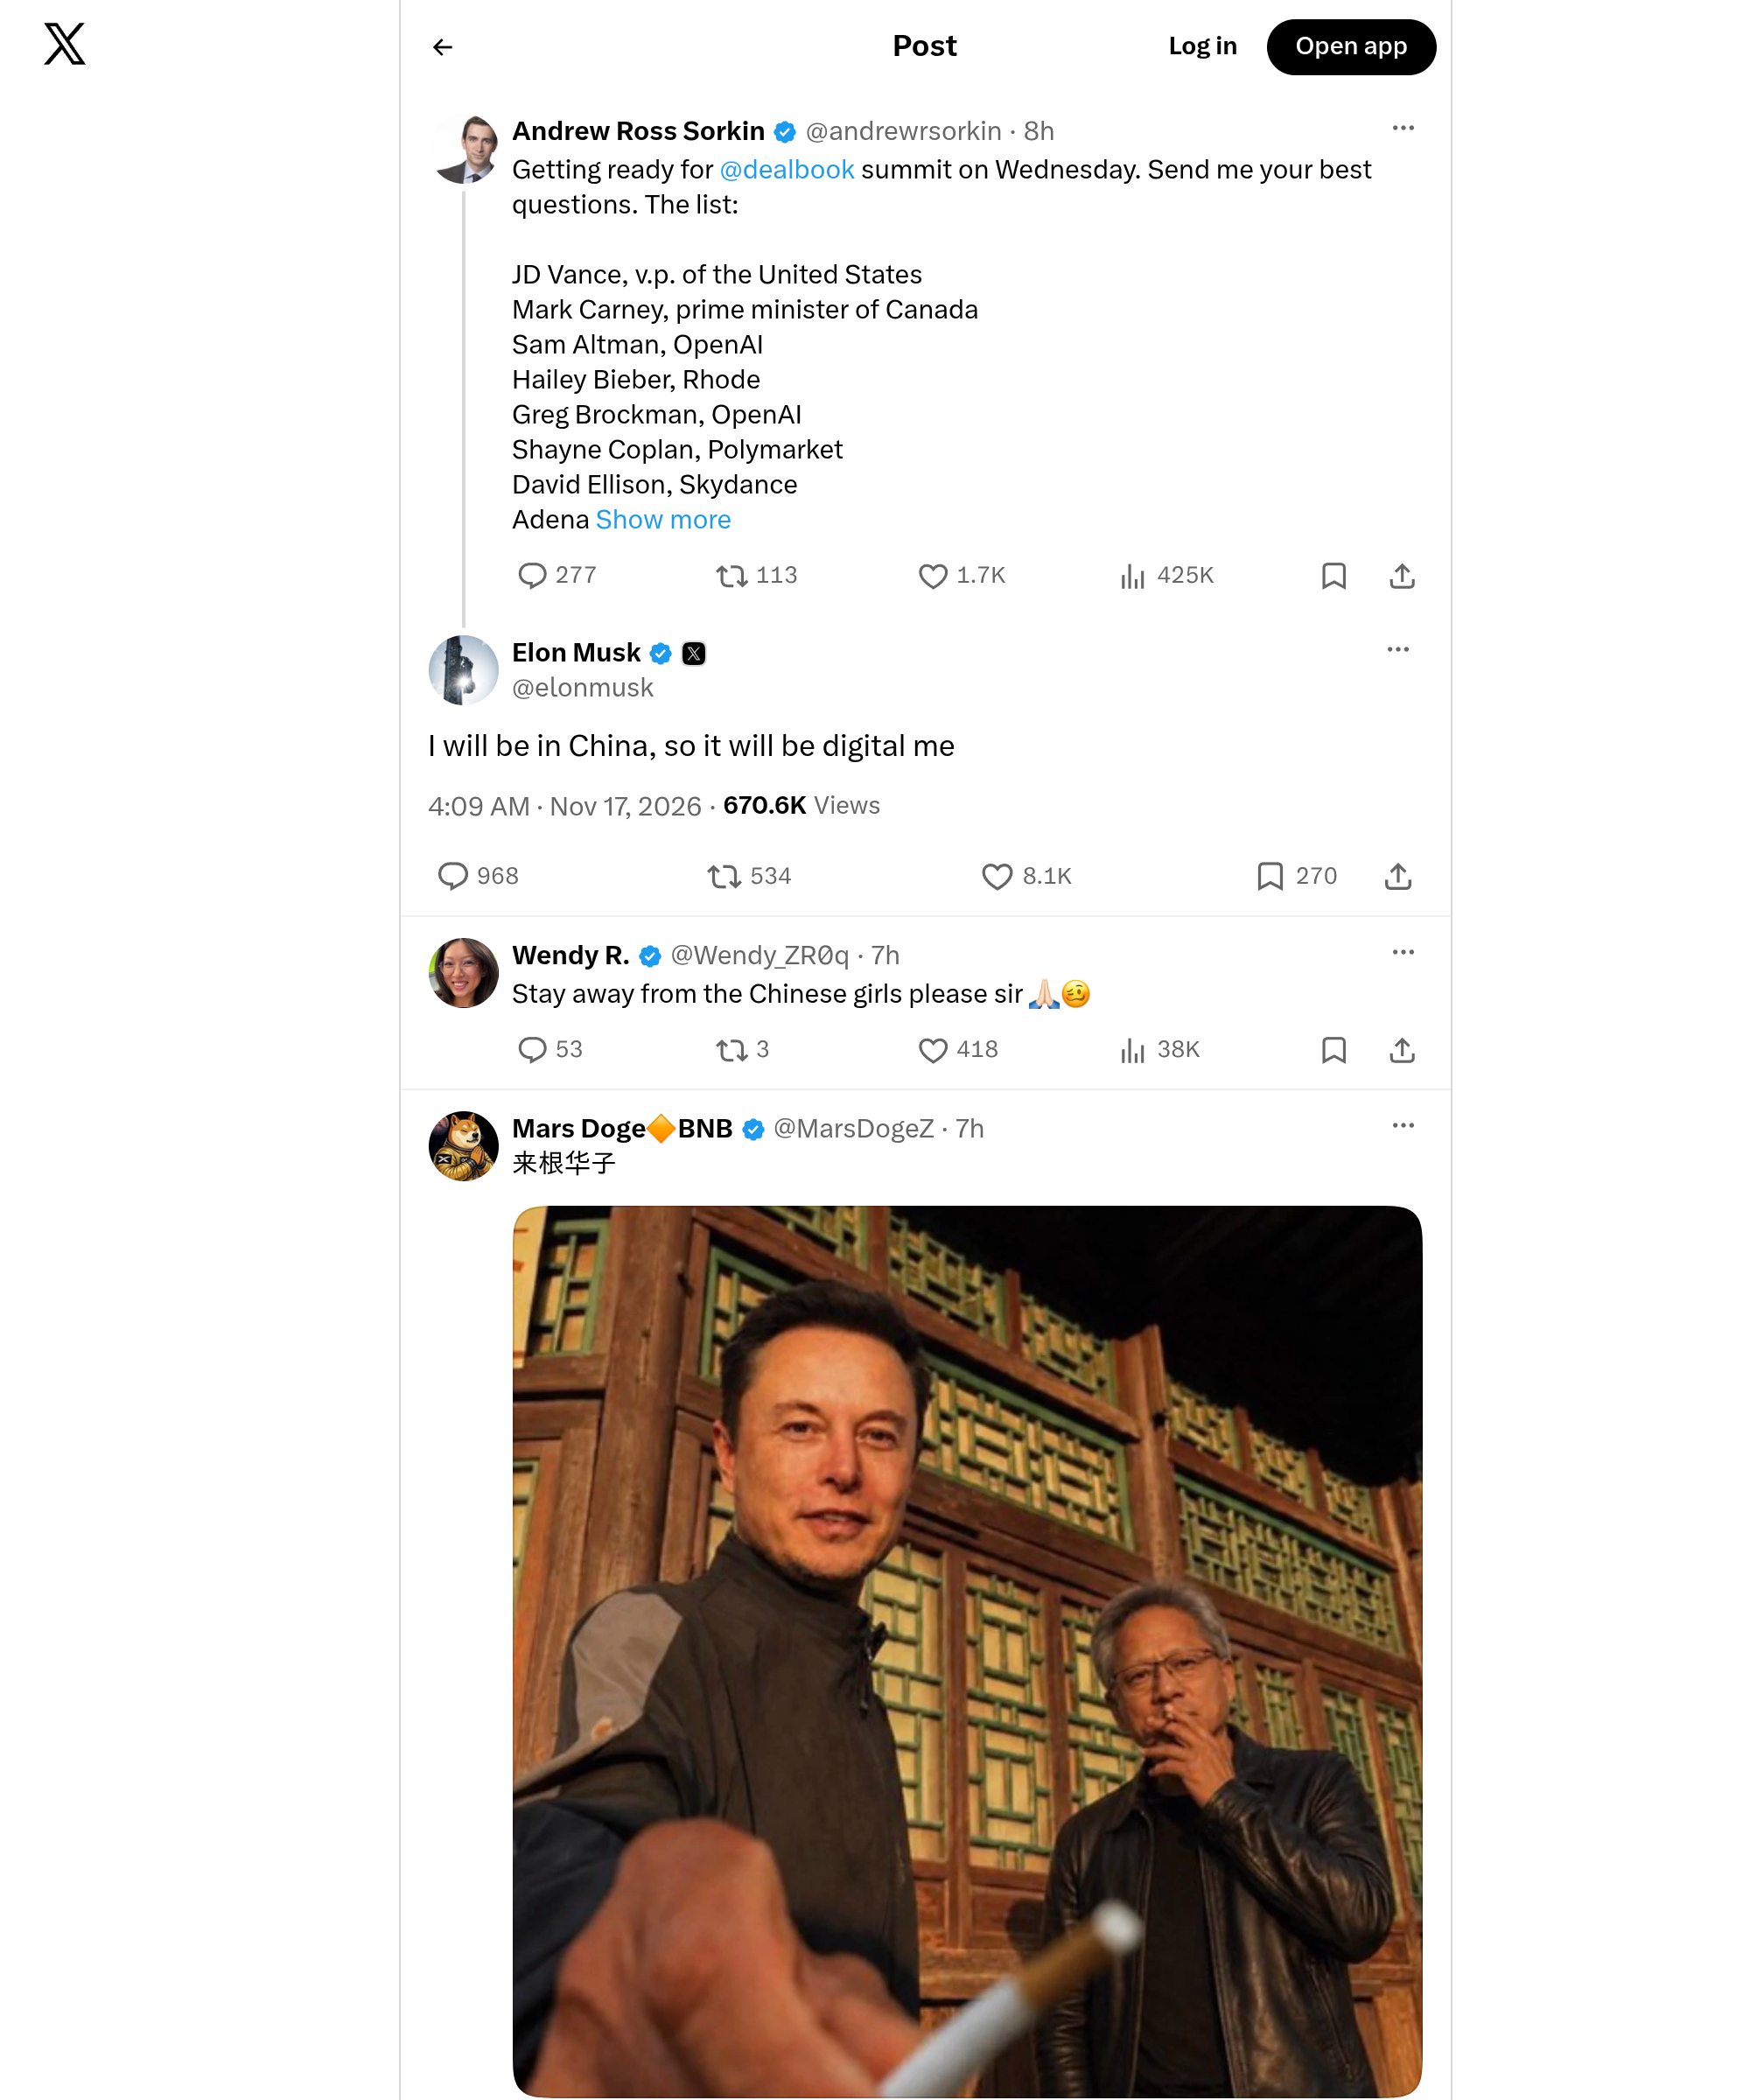 Post
Log in
Open app
Andrew Ross Sorkin @andrewrsorkin · 8h
Getting ready for @dealbook summit on Wednesday. Send me your best
questions. The list:
JD Vance, v.p. of the United States
Mark Carney, prime minister of Canada
Sam Altman, OpenAI
Hailey Bieber, Rhode
Greg Brockman, OpenAI
Shayne Coplan, Polymarket
David Ellison, Skydance
Adena Show more
277 113 1.7K 425K
Elon Musk
@elonmusk
I will be in China, so it will be digital me
4:09 AM · Nov 17, 2026 · 670.6K Views
968 534 8.1K 270
Wendy R. @Wendy_ZR0q · 7h
Stay away from the Chinese girls please sir 🙏🏻🥴
53 3 418 38K
Mars Doge🔶BNB @MarsDogeZ · 7h
来根华子